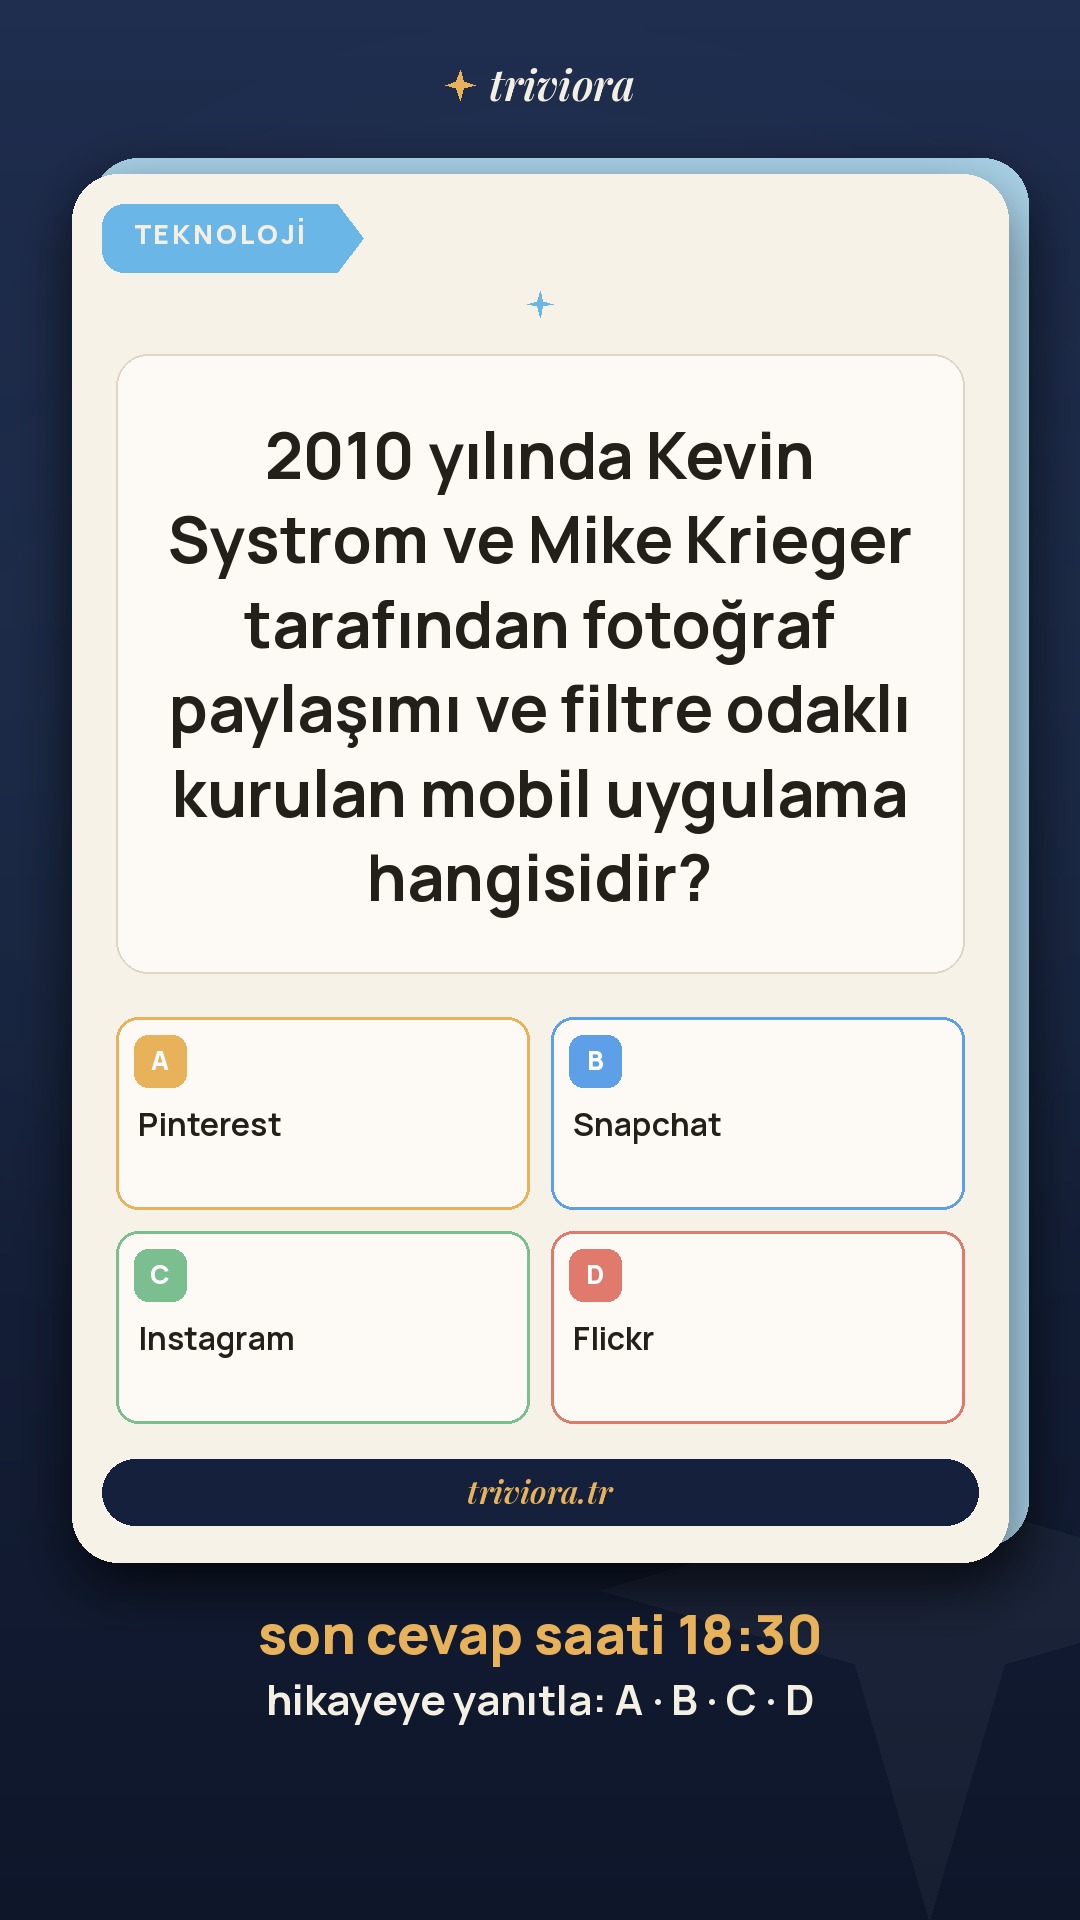 triviora
TEKNOLOJİ
2010 yılında Kevin
Systrom ve Mike Krieger
tarafından fotoğraf
paylaşımı ve filtre odaklı
kurulan mobil uygulama
hangisidir?
A
Pinterest
B
Snapchat
C
Instagram
D
Flickr
triviora.tr
son cevap saati 18:30
hikayeye yanıtla: A · B · C · D